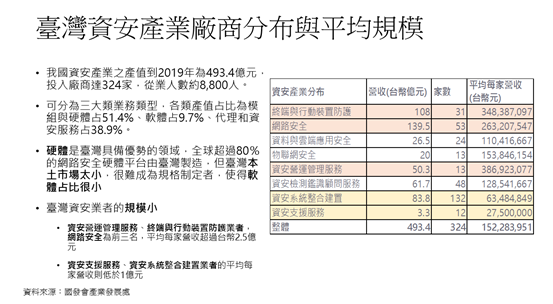 臺灣資安產業廠商分布與平均規模
• 我國資安產業之產值到2019年為493.4億元，
投入廠商達324家，從業人數約8,800人。
• 可分為三大類業務類型，各類產值占比為模
組與硬體占51.4%、軟體占9.7%、代理和資
安服務占38.9%。
• 硬體是臺灣具備優勢的領域，全球超過80%
的網路安全硬體平台由臺灣製造，但臺灣本
土市場太小，很難成為規格制定者，使得軟
體占比很小
• 臺灣資安業者的規模小
• 資安營運管理服務、終端與行動裝置防護業者，
網路安全為前三名，平均每家營收超過台幣2.5億
元
• 資安支援服務、資安系統整合建置業者的平均每
家營收則低於1億元
資安產業分布 營收(台幣億元) 家數 平均每家營收
(台幣元)
終端與行動裝置防護 108 31 348,387,097
網路安全 139.5 53 263,207,547
資料與雲端應用安全 26.5 24 110,416,667
物聯網安全 20 13 153,846,154
資安營運管理服務 50.3 13 386,923,077
資安檢測鑑識顧問服務 61.7 48 128,541,667
資安系統整合建置 83.8 132 63,484,849
資安支援服務 3.3 12 27,500,000
整體 493.4 324 152,283,951
資料來源：國發會產業發展處